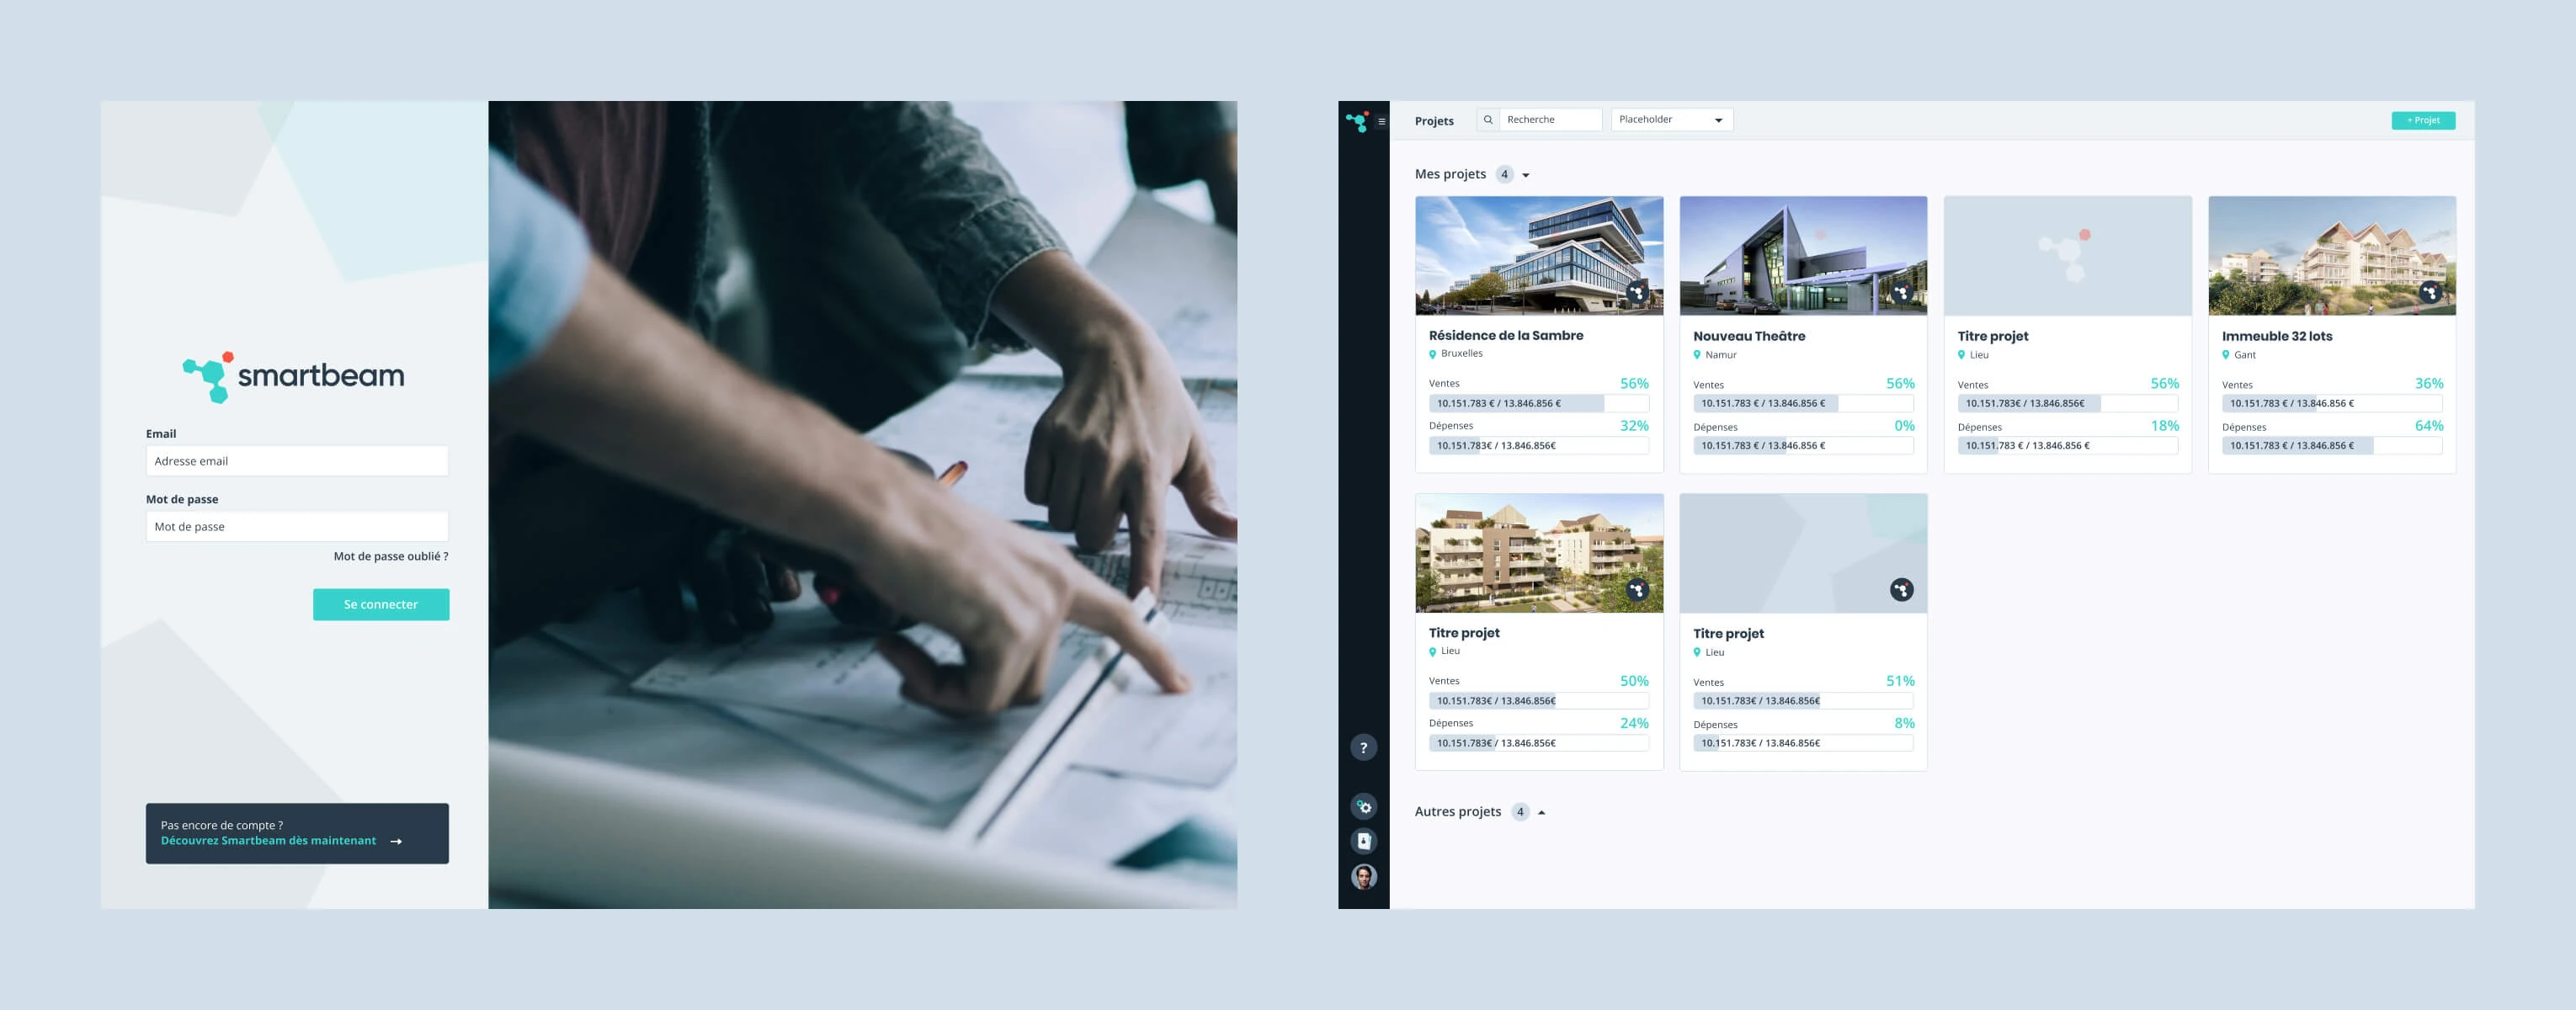 smartbeam
Email
Adresse email
Mot de passe
Mot de passe
Mot de passe oublié ?
Se connecter
Pas encore de compte ?
Découvrez Smartbeam dès maintenant →
Projets
Recherche
Placeholder
+ Projet
Mes projets 4
Résidence de la Sambre
Bruxelles
Ventes 56%
10.151.783 € / 13.846.856 €
Dépenses 32%
10.151.783€ / 13.846.856€
Nouveau Theâtre
Namur
Ventes 56%
10.151.783 € / 13.846.856 €
Dépenses 0%
10.151.783 € / 13.846.856 €
Titre projet
Lieu
Ventes 56%
10.151.783€ / 13.846.856€
Dépenses 18%
10.151.783 € / 13.846.856 €
Immeuble 32 lots
Gant
Ventes 36%
10.151.783 € / 13.846.856 €
Dépenses 64%
10.151.783 € / 13.846.856 €
Titre projet
Lieu
Ventes 50%
10.151.783€ / 13.846.856€
Dépenses 24%
10.151.783€ / 13.846.856€
Titre projet
Lieu
Ventes 51%
10.151.783€ / 13.846.856€
Dépenses 8%
10.151.783€ / 13.846.856€
?
Autres projets 4